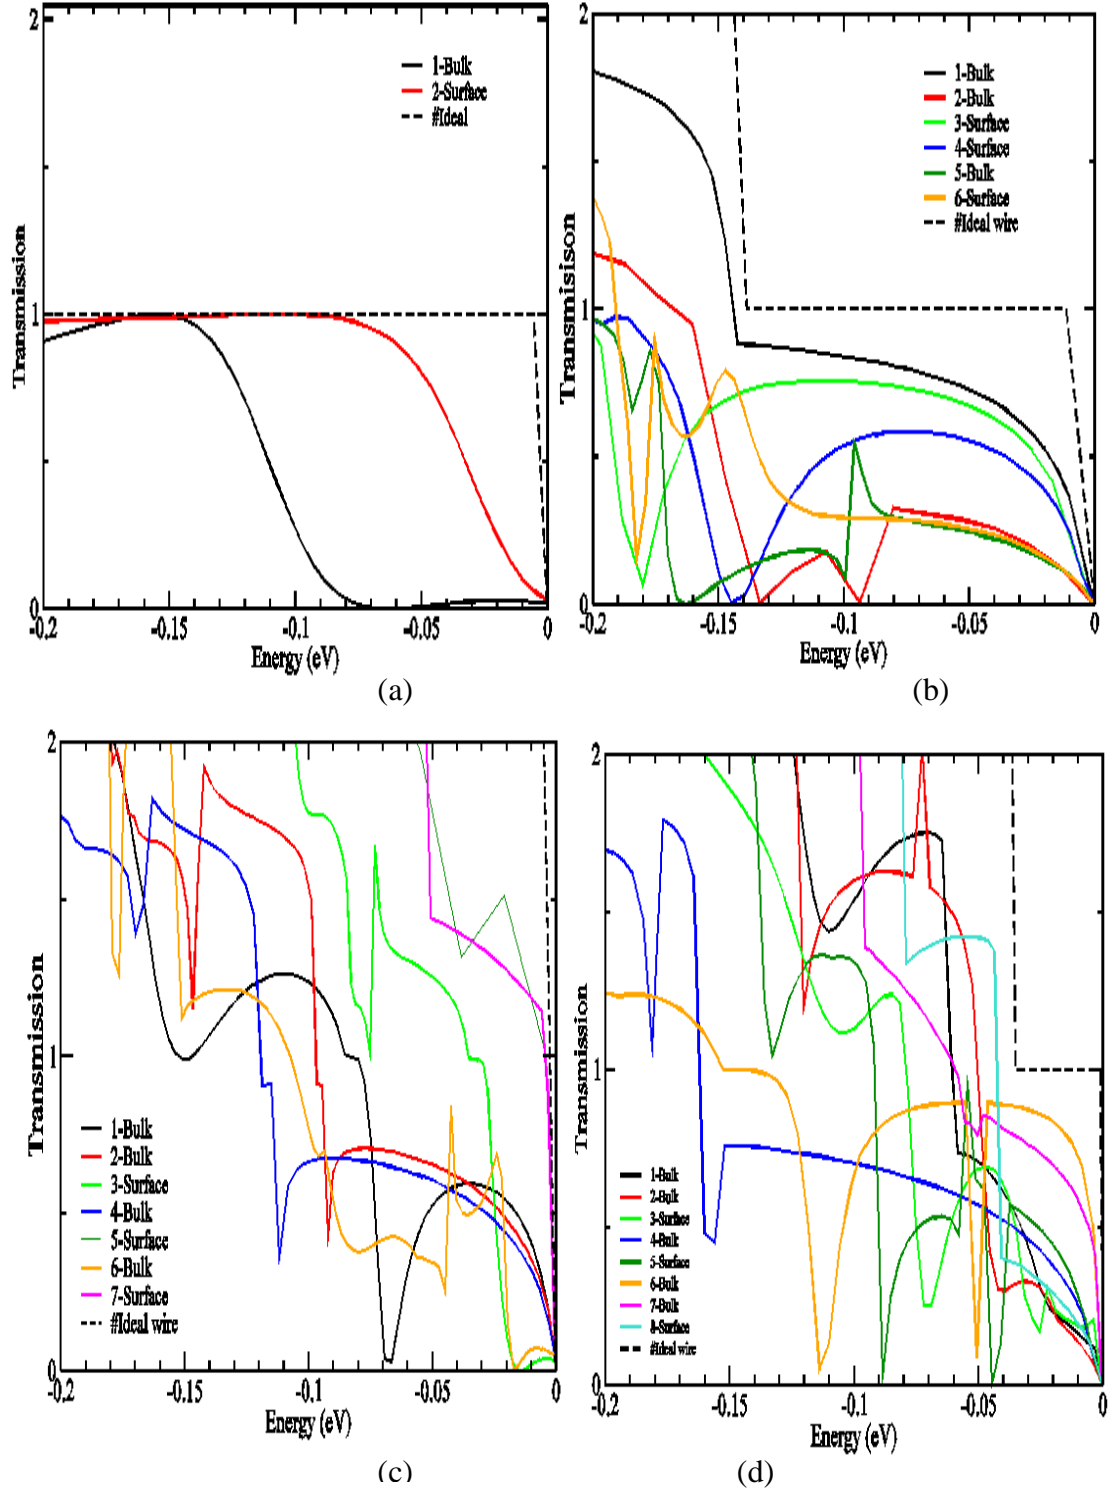 2
1-Bulk
2-Surface
#Ideal
Transmission
1
0
-0.2
-0.15
-0.1
-0.05
0
Energy (eV)
(a)
2
1-Bulk
2-Bulk
3-Surface
4-Surface
5-Bulk
6-Surface
#Ideal wire
Transmisison
1
0
-0.2
-0.15
-0.1
-0.05
0
Energy (eV)
(b)
2
Transmission
1
1-Bulk
2-Bulk
3-Surface
4-Bulk
5-Surface
6-Bulk
7-Surface
#Ideal wire
0
-0.2
-0.15
-0.1
-0.05
0
Energy (eV)
(c)
2
Transmission
1
1-Bulk
2-Bulk
3-Surface
4-Bulk
5-Surface
6-Bulk
7-Bulk
8-Surface
#Ideal wire
0
-0.2
-0.15
-0.1
-0.05
0
Energy (eV)
(d)